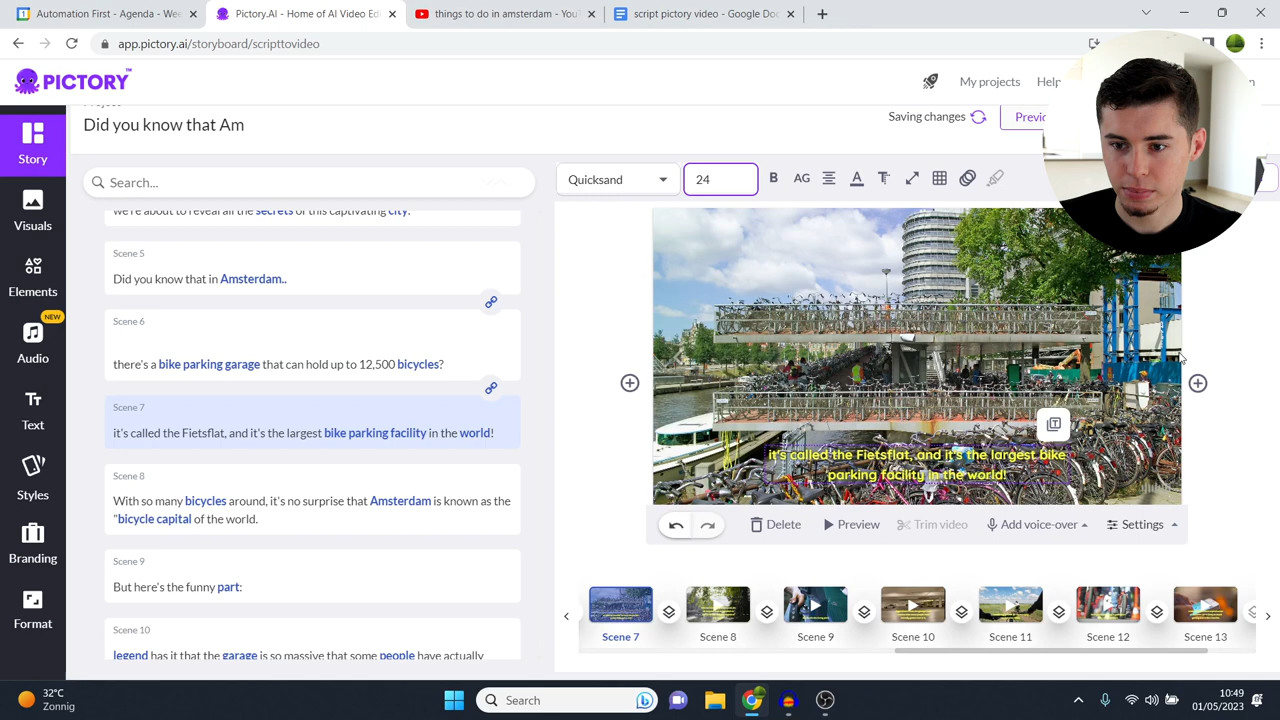 Automation First - Agenda - Wee
Pictory.AI - Home of AI Video Edi
things to do in amsterdam - You
script pictory video - Google Doc
app.pictory.ai/storyboard/scripttovideo
PICTORY
My projects
Help
Did you know that Am
Saving changes
Story
Visuals
Elements
NEW
Audio
Text
Styles
Branding
Format
Search...
we're about to reveal all the secrets of this captivating city.
Scene 5
Did you know that in Amsterdam..
Scene 6
there's a bike parking garage that can hold up to 12,500 bicycles?
Scene 7
it's called the Fietsflat, and it's the largest bike parking facility in the world!
Scene 8
With so many bicycles around, it's no surprise that Amsterdam is known as the
"bicycle capital of the world.
Scene 9
But here's the funny part:
Scene 10
legend has it that the garage is so massive that some people have actually
Quicksand
24
B
AG
it's called the Fietsflat, and it's the largest bike
parking facility in the world!
Delete
Preview
Trim video
Add voice-over
Settings
Scene 7
Scene 8
Scene 9
Scene 10
Scene 11
Scene 12
Scene 13
32°C
Zonnig
Search
10:49
01/05/2023